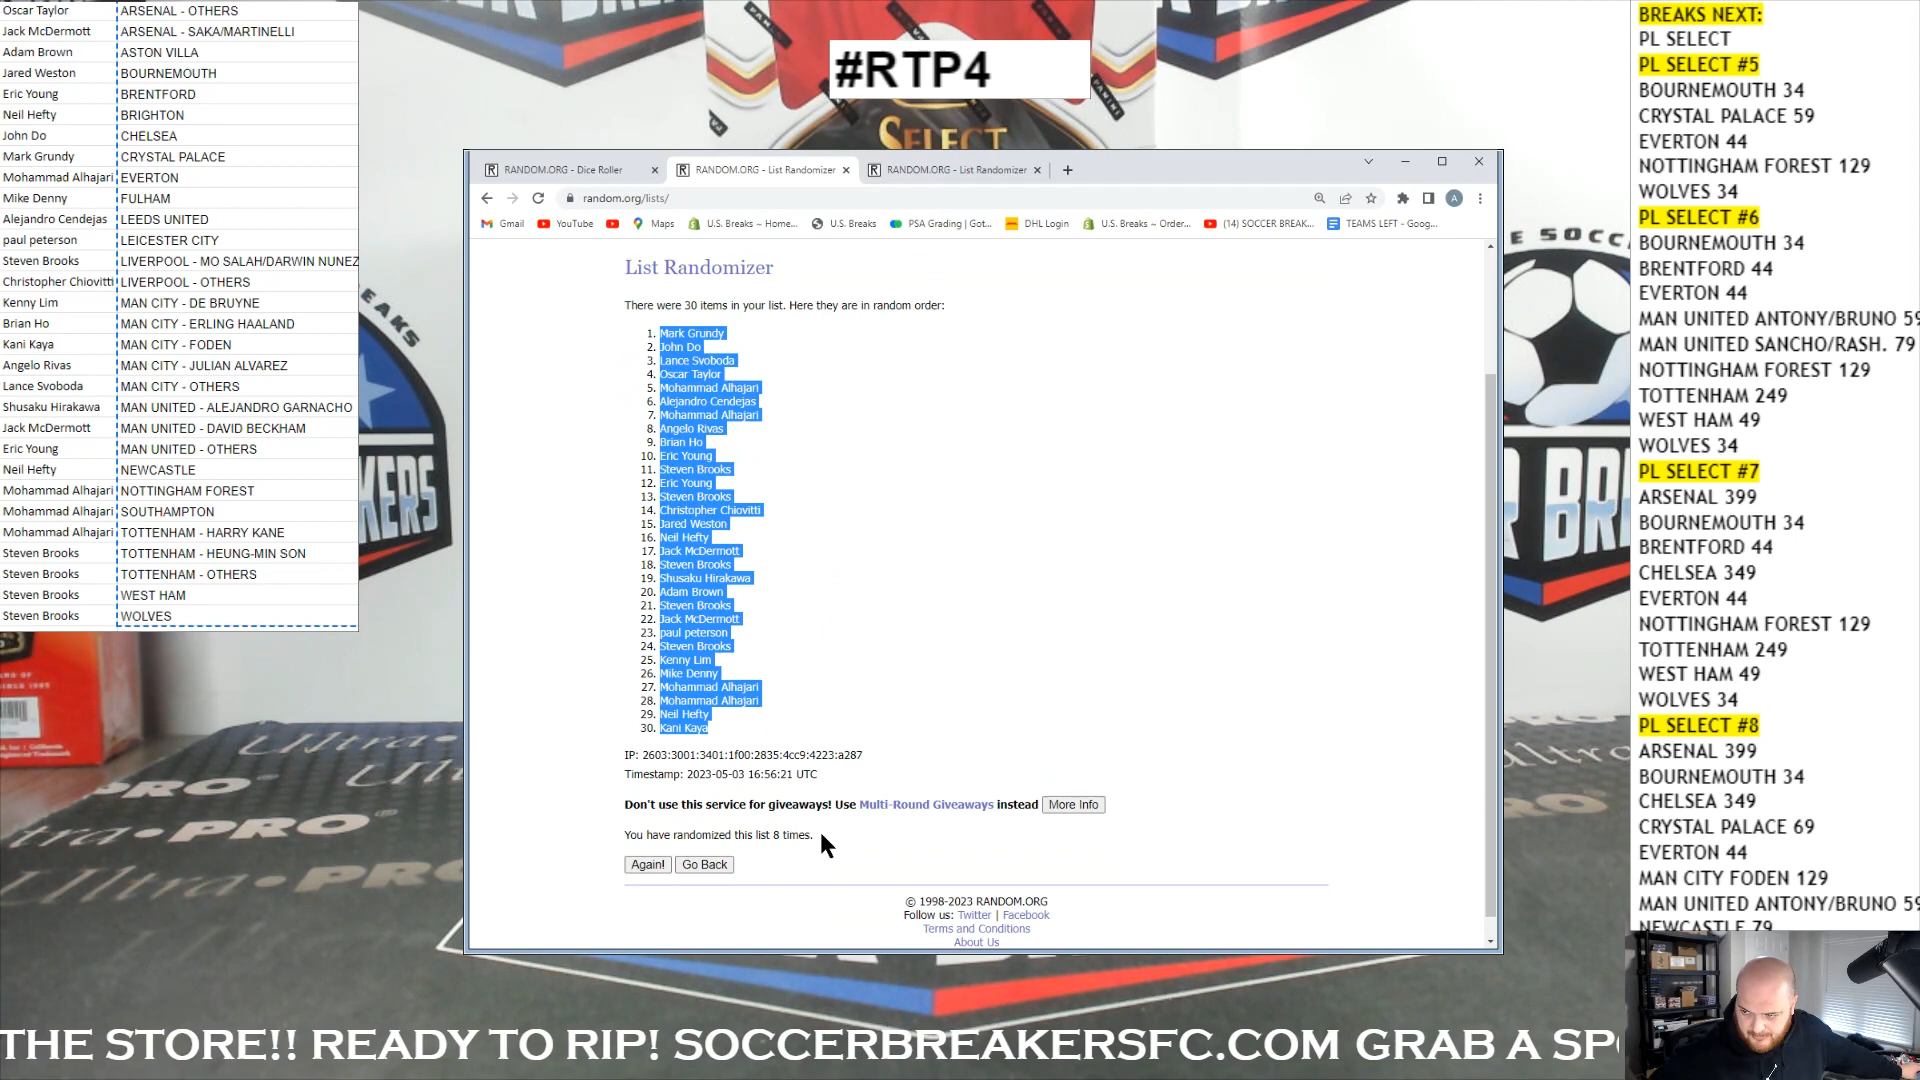 Oscar Taylor ARSENAL - OTHERS
Jack McDermott ARSENAL - SAKA/MARTINELLI
Adam Brown ASTON VILLA
Jared Weston BOURNEMOUTH
Eric Young BRENTFORD
Neil Hefty BRIGHTON
John Do CHELSEA
Mark Grundy CRYSTAL PALACE
Mohammad Alhajari EVERTON
Mike Denny FULHAM
Alejandro Cendejas LEEDS UNITED
paul peterson LEICESTER CITY
Steven Brooks LIVERPOOL - MO SALAH/DARWIN NUNEZ
Christopher Chiovitti LIVERPOOL - OTHERS
Kenny Lim MAN CITY - DE BRUYNE
Brian Ho MAN CITY - ERLING HAALAND
Kani Kaya MAN CITY - FODEN
Angelo Rivas MAN CITY - JULIAN ALVAREZ
Lance Svoboda MAN CITY - OTHERS
Shusaku Hirakawa MAN UNITED - ALEJANDRO GARNACHO
Jack McDermott MAN UNITED - DAVID BECKHAM
Eric Young MAN UNITED - OTHERS
Neil Hefty NEWCASTLE
Mohammad Alhajari NOTTINGHAM FOREST
Mohammad Alhajari SOUTHAMPTON
Mohammad Alhajari TOTTENHAM - HARRY KANE
Steven Brooks TOTTENHAM - HEUNG-MIN SON
Steven Brooks TOTTENHAM - OTHERS
Steven Brooks WEST HAM
Steven Brooks WOLVES
#RTP4
SELECT
RANDOM.ORG - Dice Roller
RANDOM.ORG - List Randomizer
RANDOM.ORG - List Randomizer
random.org/lists/
A
Gmail YouTube Maps U.S. Breaks ~ Home... U.S. Breaks PSA Grading | Got... DHL Login U.S. Breaks ~ Order... (14) SOCCER BREAK... TEAMS LEFT - Goog...
List Randomizer
There were 30 items in your list. Here they are in random order:
1. Mark Grundy
2. John Do
3. Lance Svoboda
4. Oscar Taylor
5. Mohammad Alhajari
6. Alejandro Cendejas
7. Mohammad Alhajari
8. Angelo Rivas
9. Brian Ho
10. Eric Young
11. Steven Brooks
12. Eric Young
13. Steven Brooks
14. Christopher Chiovitti
15. Jared Weston
16. Neil Hefty
17. Jack McDermott
18. Steven Brooks
19. Shusaku Hirakawa
20. Adam Brown
21. Steven Brooks
22. Jack McDermott
23. paul peterson
24. Steven Brooks
25. Kenny Lim
26. Mike Denny
27. Mohammad Alhajari
28. Mohammad Alhajari
29. Neil Hefty
30. Kani Kaya
IP: 2603:3001:3401:1f00:2835:4cc9:4223:a287
Timestamp: 2023-05-03 16:56:21 UTC
Don't use this service for giveaways! Use Multi-Round Giveaways instead More Info
You have randomized this list 8 times.
Again! Go Back
© 1998-2023 RANDOM.ORG
Follow us: Twitter | Facebook
Terms and Conditions
About Us
BREAKS NEXT:
PL SELECT
PL SELECT #5
BOURNEMOUTH 34
CRYSTAL PALACE 59
EVERTON 44
NOTTINGHAM FOREST 129
WOLVES 34
PL SELECT #6
BOURNEMOUTH 34
BRENTFORD 44
EVERTON 44
MAN UNITED ANTONY/BRUNO 59
MAN UNITED SANCHO/RASH. 79
NOTTINGHAM FOREST 129
TOTTENHAM 249
WEST HAM 49
WOLVES 34
PL SELECT #7
ARSENAL 399
BOURNEMOUTH 34
BRENTFORD 44
CHELSEA 349
EVERTON 44
NOTTINGHAM FOREST 129
TOTTENHAM 249
WEST HAM 49
WOLVES 34
PL SELECT #8
ARSENAL 399
BOURNEMOUTH 34
CHELSEA 349
CRYSTAL PALACE 69
EVERTON 44
MAN CITY FODEN 129
MAN UNITED ANTONY/BRUNO 59
NEWCASTLE 79
THE STORE!! READY TO RIP! SOCCERBREAKERSFC.COM GRAB A SP